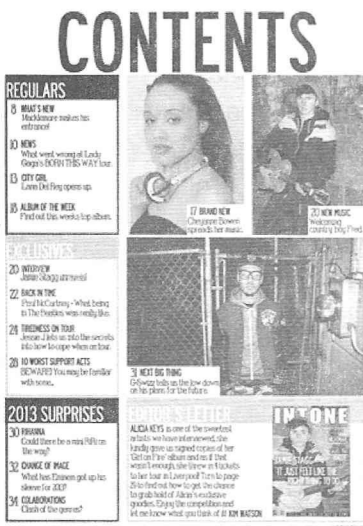 CONTENTS
REGULARS
8 WHAT'S NEW
Macklemore makes his
entrance!
10 NEWS
What went wrong at Lady
Gaga's BORN THIS WAY tour.
13 CITY GIRL
Lana Del Rey opens up.
18 ALBUM OF THE WEEK
Find out this weeks top album.
17 BRAND NEW
Cheyenne Bowen
spreads her music.
20 NEW MUSIC
Welcoming
country boy Fred.
EXCLUSIVES
20 INTERVIEW
Jamie Stagg unravels!
22 BACK IN TIME
Paul McCartney - What being
in The Beatles was really like.
24 TIREDNESS ON TOUR
Jessie J lets us into the secrets
into how to cope when on tour.
28 10 WORST SUPPORT ACTS
BEWARE! You may be familiar
with some..
31 NEXT BIG THING
G-Swizz tells us the low down
on his plans for the future.
2013 SURPRISES
30 RIHANNA
Could there be a mini RiRi on
the way?
32 CHANGE OF IMAGE
What has Eminem got up his
sleeve for 2013?
34 COLABORATIONS
Clash of the genres?
EDITOR'S LETTER
ALICIA KEYS is one of the sweetest
artists we have interviewed, she
kindly gave us signed copies of her
'Girl on Fire' album and as if that
wasn't enough, she threw in 4 tickets
to her tour in Liverpool! Turn to page
29 to find out how to get the chance
to grab hold of Alicia's exclusive
goodies. Enjoy the competition and
let me know what you think of it! KIM WATSON
INTONE
JAMIE STAGG
"IT JUST FELT LIKE THE
RIGHT THING TO DO"